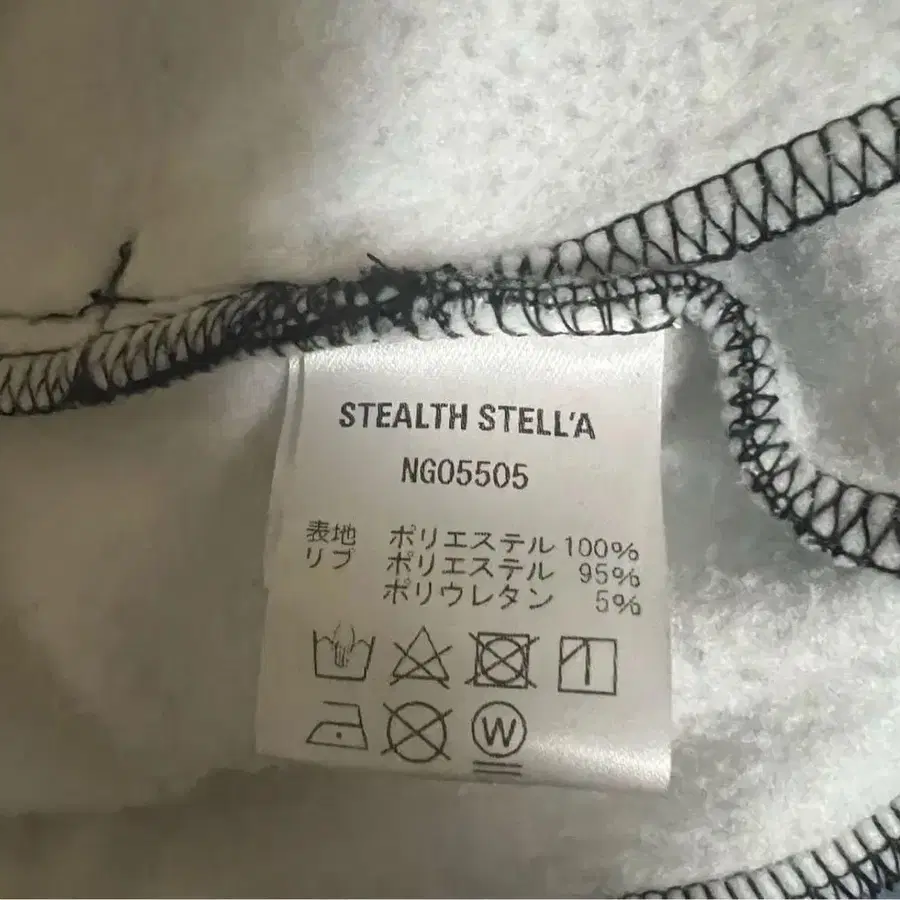 STEALTH STELL'A
NG05505
表地 ポリエステル 100%
リブ ポリエステル 95%
ポリウレタン 5%
W